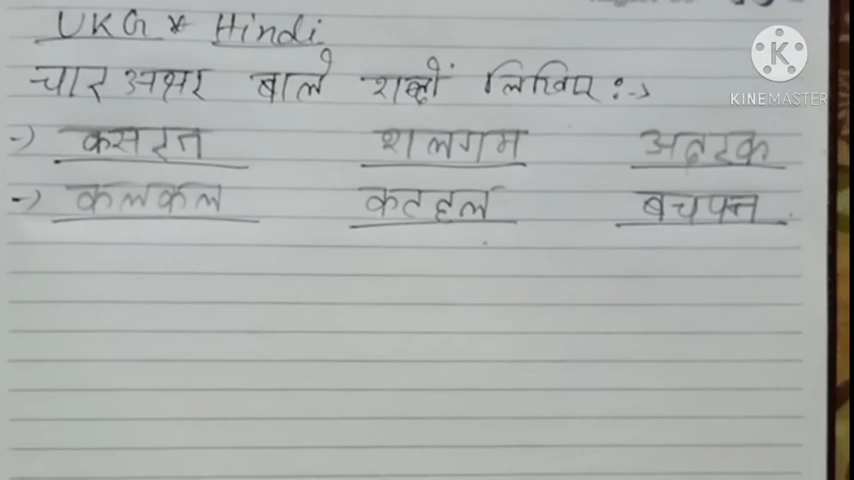 UKG * Hindi
K
KINEMASTER
चार अक्षर बाले शब्दों लिखिए :->
-> कसरत शलगम अदरक
-> कलकल कटहल बचपन